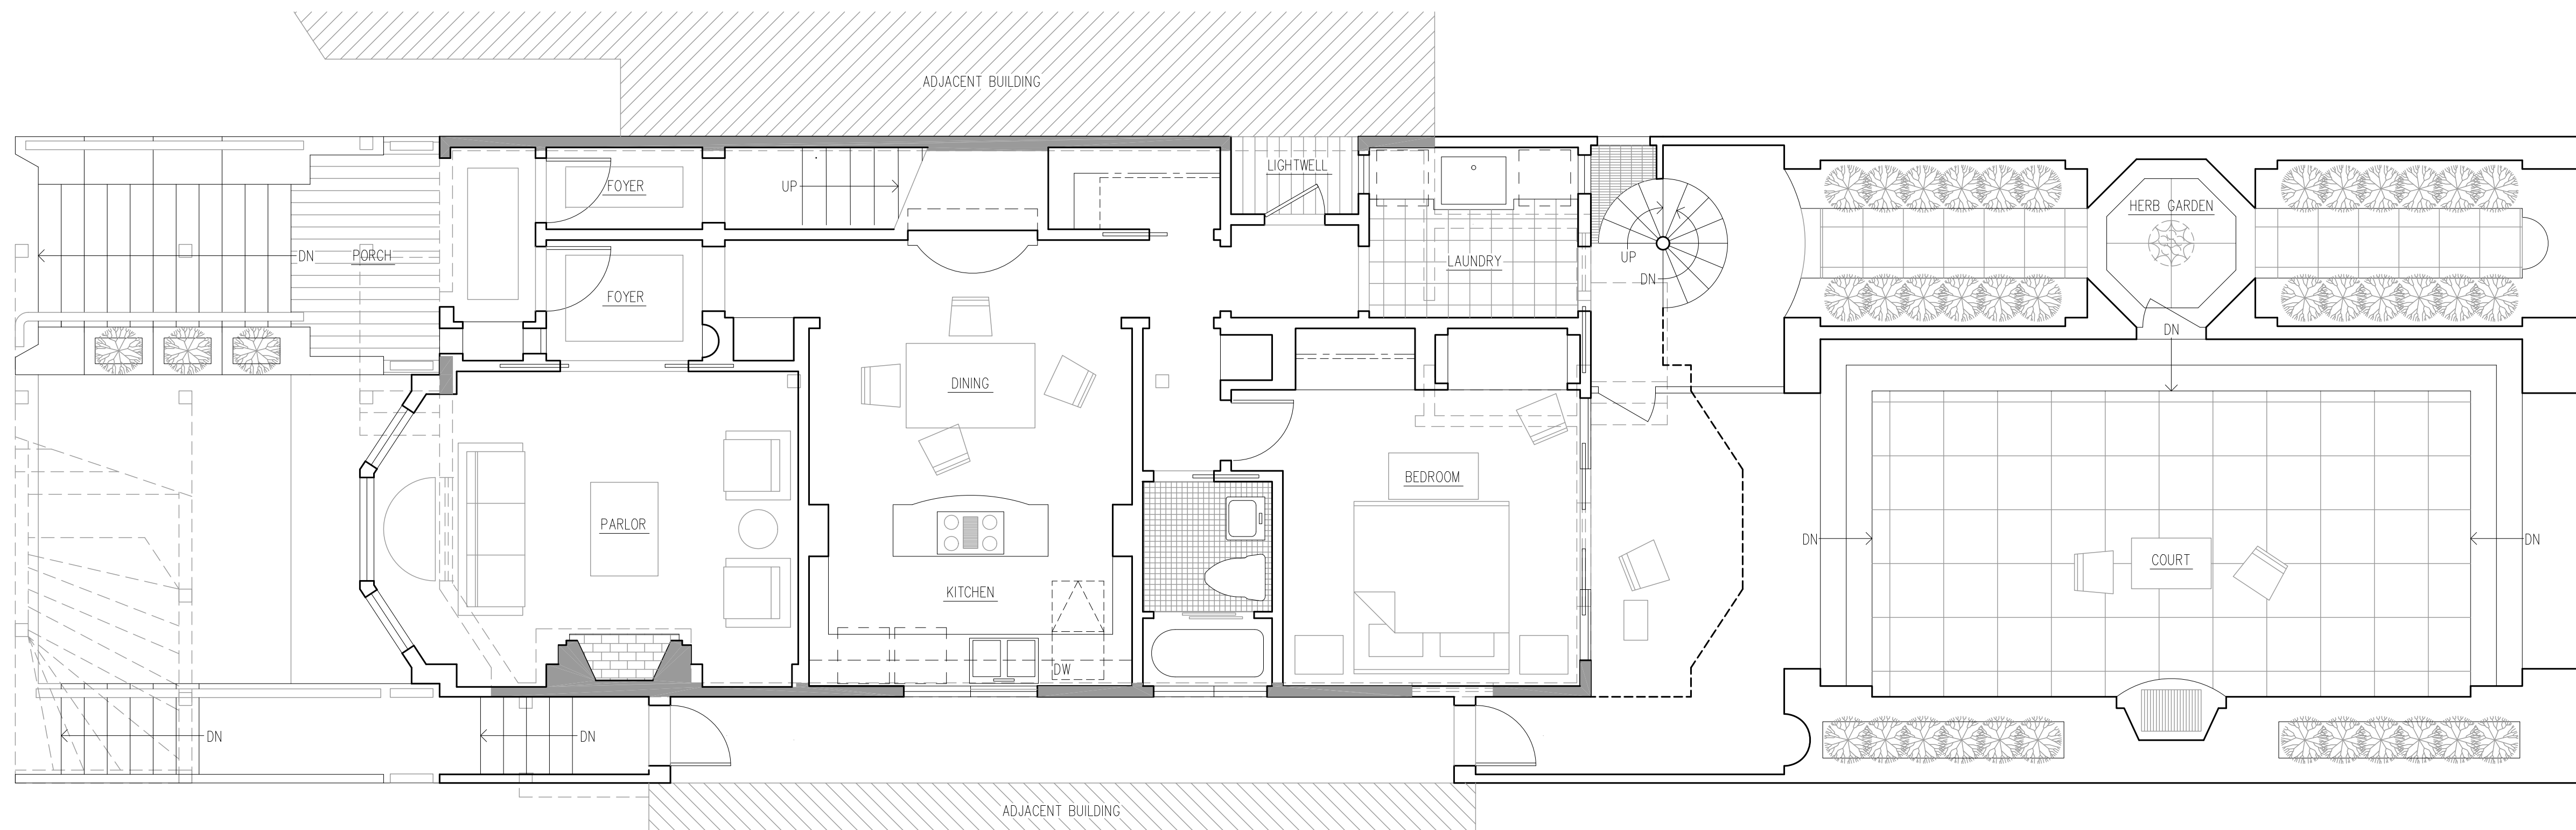 ADJACENT BUILDING
LIGHTWELL
FOYER
UP
HERB GARDEN
DN
PORCH
UP
LAUNDRY
DN
FOYER
DN
DINING
BEDROOM
PARLOR
DN
DN
COURT
KITCHEN
DW
DN
DN
ADJACENT BUILDING